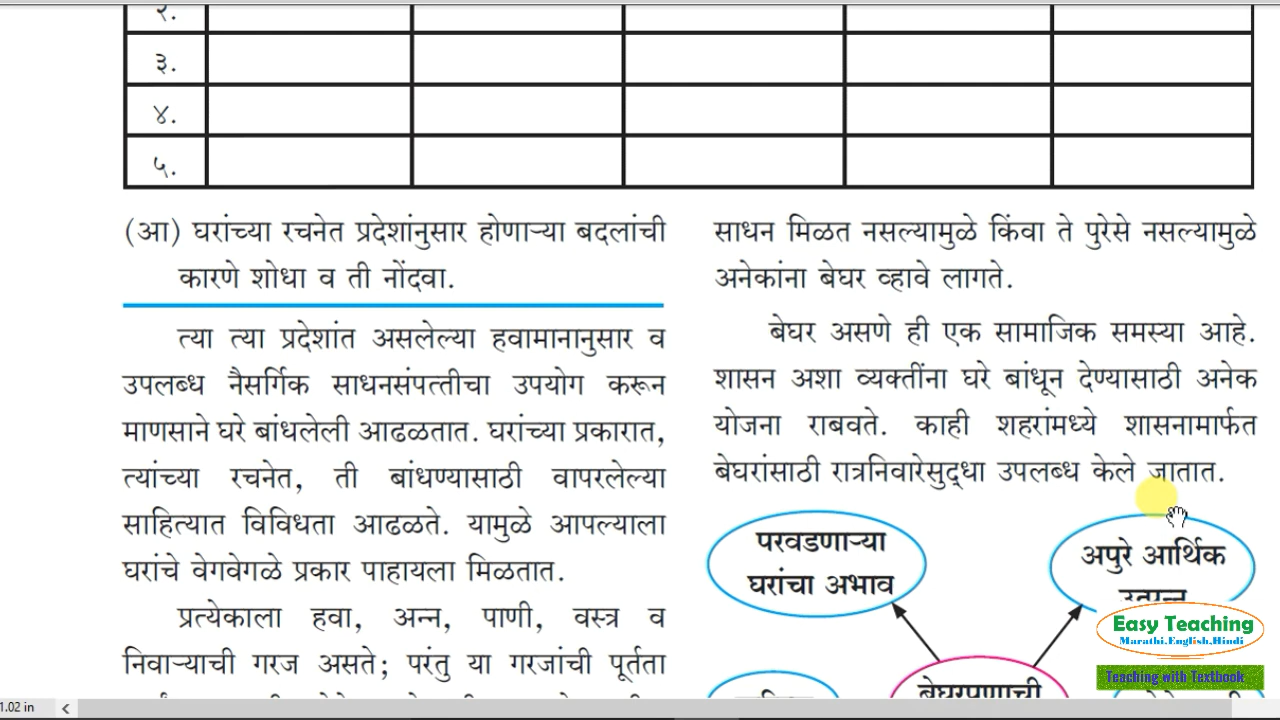 २.
३.
४.
५.
(आ) घरांच्या रचनेत प्रदेशांनुसार होणाऱ्या बदलांची
कारणे शोधा व ती नोंदवा.
त्या त्या प्रदेशांत असलेल्या हवामानानुसार व
उपलब्ध नैसर्गिक साधनसंपत्तीचा उपयोग करून
माणसाने घरे बांधलेली आढळतात. घरांच्या प्रकारात,
त्यांच्या रचनेत, ती बांधण्यासाठी वापरलेल्या
साहित्यात विविधता आढळते. यामुळे आपल्याला
घरांचे वेगवेगळे प्रकार पाहायला मिळतात.
प्रत्येकाला हवा, अन्न, पाणी, वस्त्र व
निवाऱ्याची गरज असते; परंतु या गरजांची पूर्तता
साधन मिळत नसल्यामुळे किंवा ते पुरेसे नसल्यामुळे
अनेकांना बेघर व्हावे लागते.
बेघर असणे ही एक सामाजिक समस्या आहे.
शासन अशा व्यक्तींना घरे बांधून देण्यासाठी अनेक
योजना राबवते. काही शहरांमध्ये शासनामार्फत
बेघरांसाठी रात्रनिवारेसुद्धा उपलब्ध केले जातात.
परवडणाऱ्या
घरांचा अभाव
अपुरे आर्थिक
बेघरपणाची
Easy Teaching
Marathi.English,Hindi
Teaching with Textbook
1.02 in